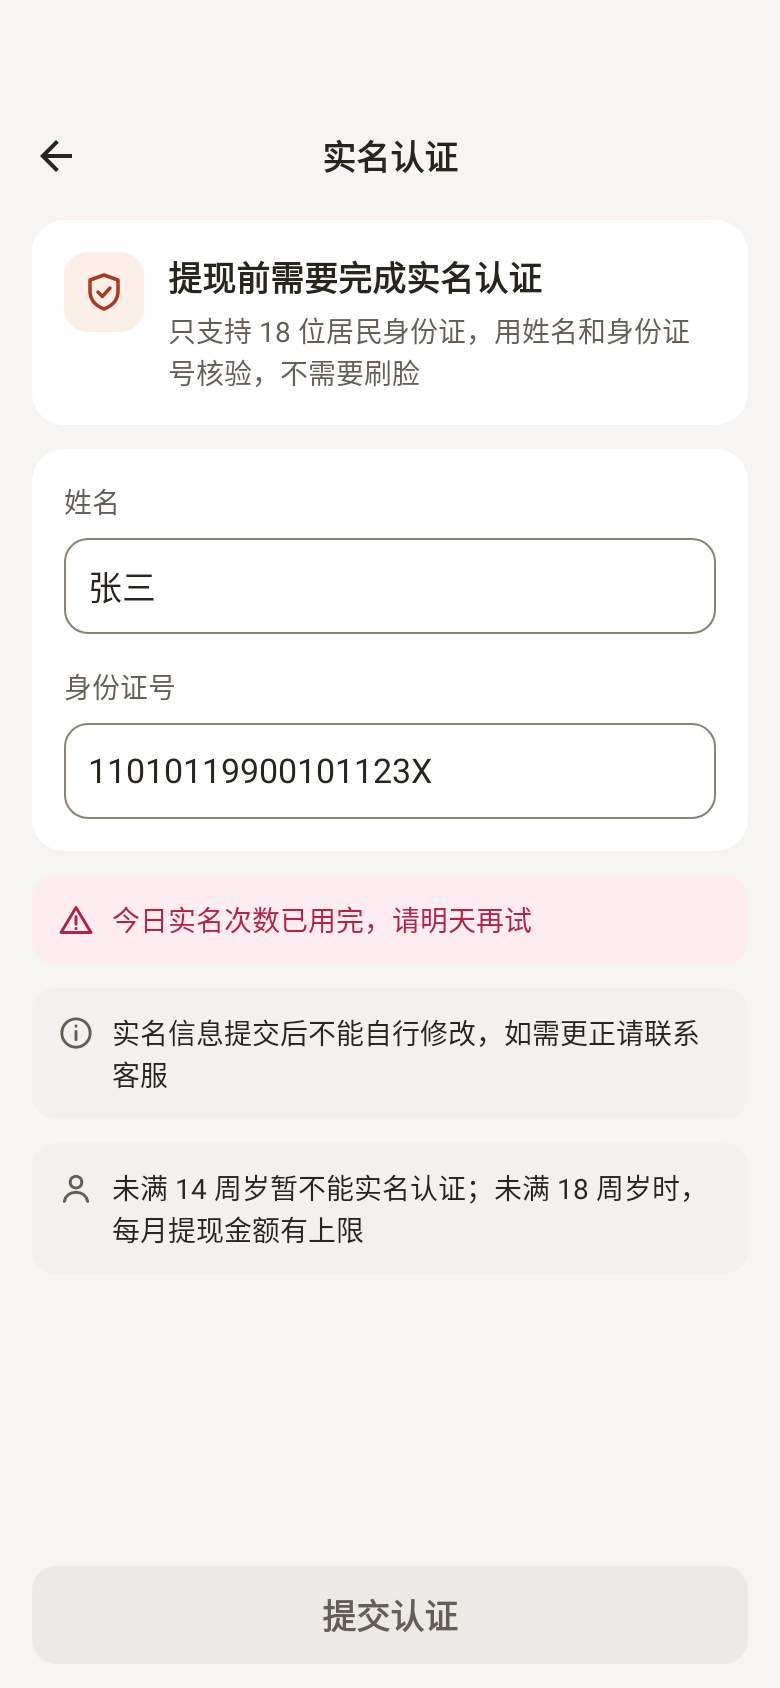 实名认证
提现前需要完成实名认证
只支持 18 位居民身份证，用姓名和身份证
号核验，不需要刷脸
姓名
张三
身份证号
11010119900101123X
今日实名次数已用完，请明天再试
实名信息提交后不能自行修改，如需更正请联系
客服
未满 14 周岁暂不能实名认证；未满 18 周岁时，
每月提现金额有上限
提交认证